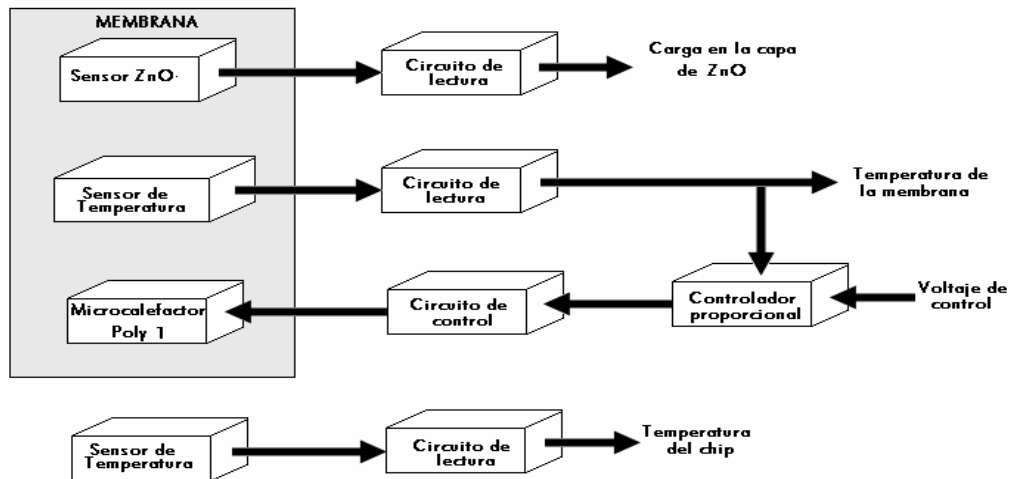 MEMBRANA
Sensor ZnO
Circuito de
lectura
Carga en la capa
de ZnO
Sensor de
Temperatura
Circuito de
lectura
Temperatura de
la membrana
Microcalefactor
Poly 1
Circuito de
control
Controlador
proporcional
Voltaje de
control
Sensor de
Temperatura
Circuito de
lectura
Temperatura
del chip